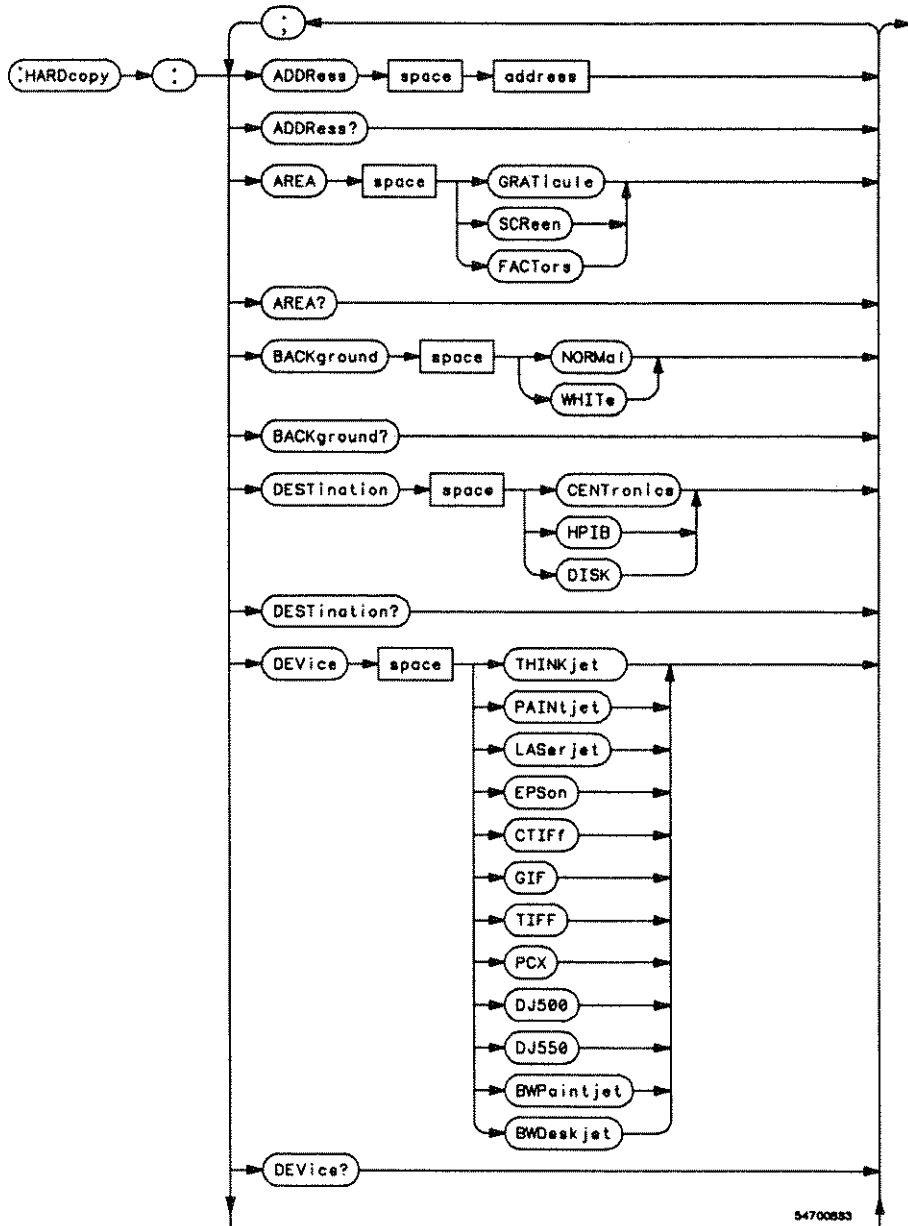 ;
:HARDcopy : ADDRess space address
ADDRess?
AREA space GRATicule
SCReen
FACTors
AREA?
BACKground space NORMal
WHITe
BACKground?
DESTination space CENTronics
HPIB
DISK
DESTination?
DEVice space THINKjet
PAINtjet
LASerjet
EPSon
CTIFf
GIF
TIFF
PCX
DJ500
DJ550
BWPaintjet
BWDeskjet
DEVice?
54700B83